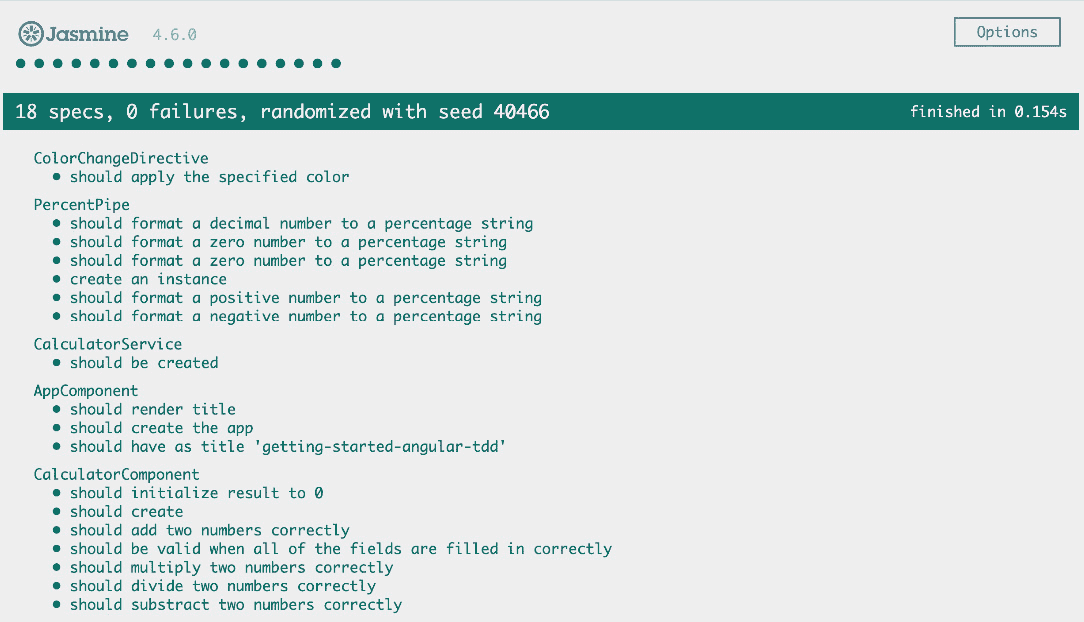 Jasmine 4.6.0 Options
18 specs, 0 failures, randomized with seed 40466 finished in 0.154s
ColorChangeDirective
• should apply the specified color
PercentPipe
• should format a decimal number to a percentage string
• should format a zero number to a percentage string
• should format a zero number to a percentage string
• create an instance
• should format a positive number to a percentage string
• should format a negative number to a percentage string
CalculatorService
• should be created
AppComponent
• should render title
• should create the app
• should have as title 'getting-started-angular-tdd'
CalculatorComponent
• should initialize result to 0
• should create
• should add two numbers correctly
• should be valid when all of the fields are filled in correctly
• should multiply two numbers correctly
• should divide two numbers correctly
• should substract two numbers correctly